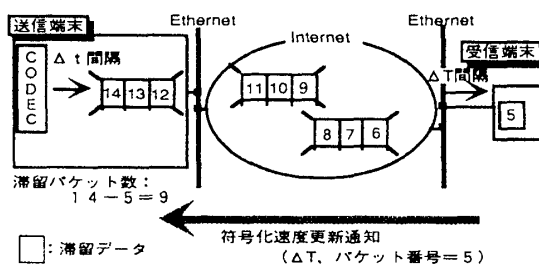 送信端末
Ethernet
Ethernet
Internet
受信端末
CODEC
Δt間隔
ΔT間隔
14 13 12
11 10 9
8 7 6
5
滞留パケット数:
14-5=9
符号化速度更新通知
(ΔT、パケット番号=5)
:滞留データ